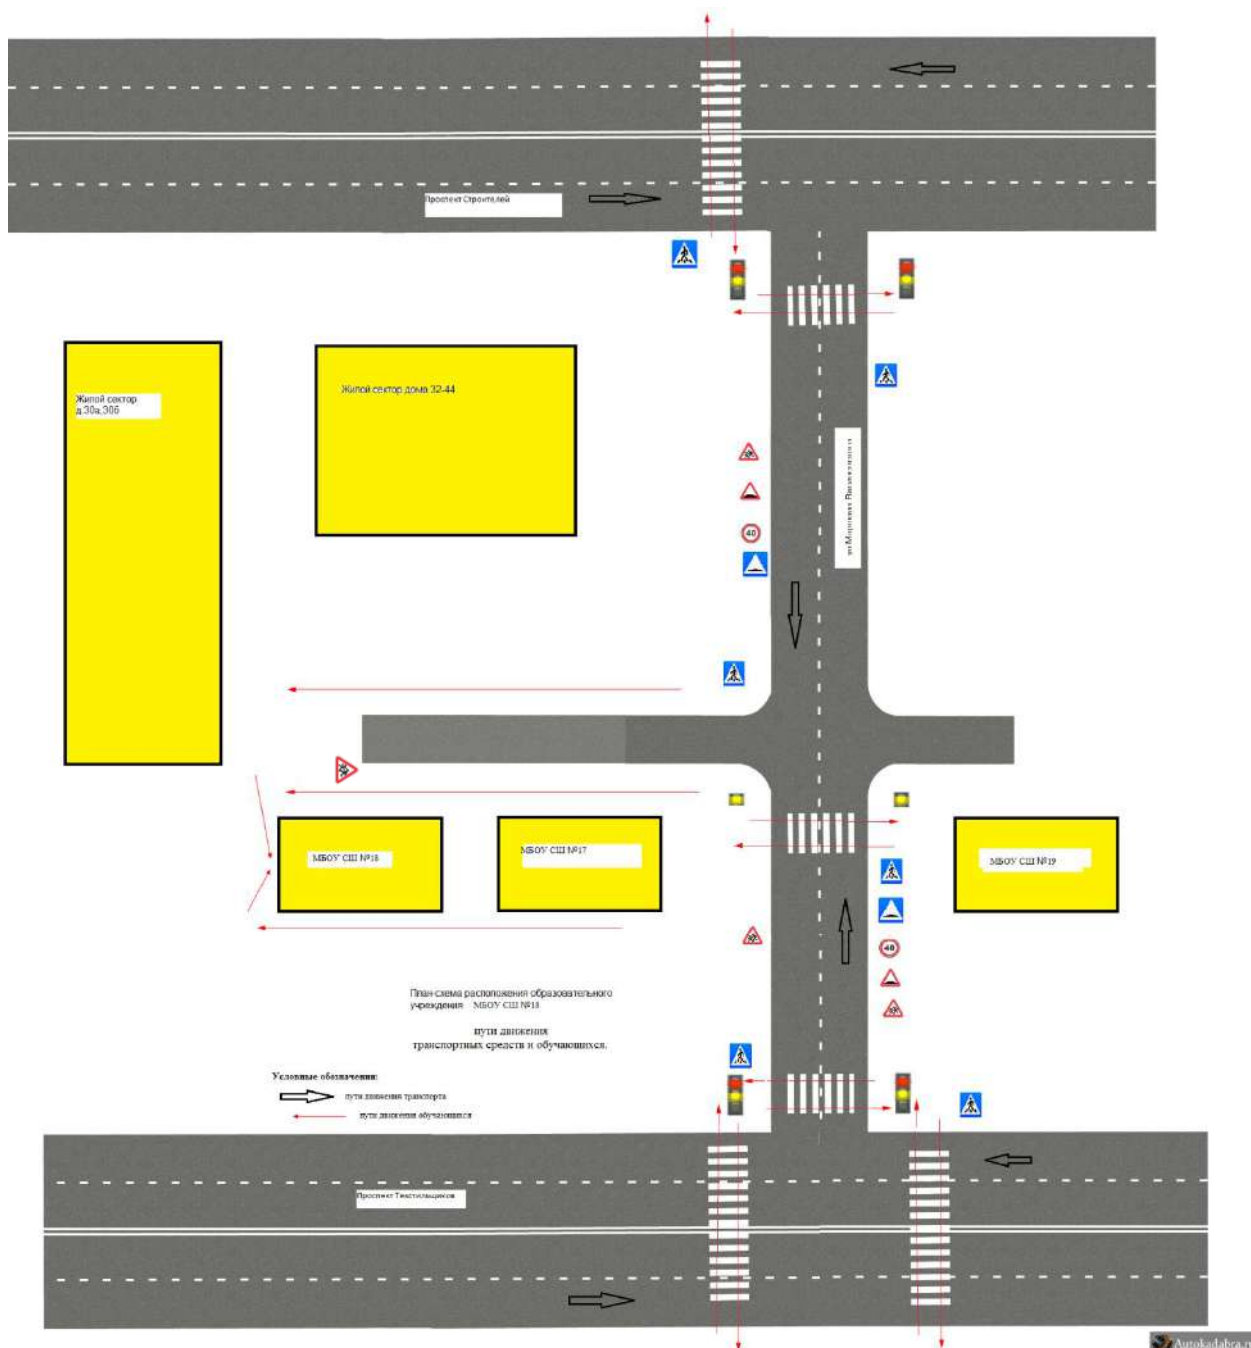 Проспект Строителей
Жилой сектор
д.30а,30б
Жилой сектор дома 32-44
40
МБОУ СШ №18
МБОУ СШ №17
МБОУ СШ №19
40
План-схема расположения образовательного
учреждения МБОУ СШ №18
пути движения
транспортных средств и обучающихся.
Условные обозначения:
пути движения транспорта
пути движения обучающихся
Проспект Текстильщиков